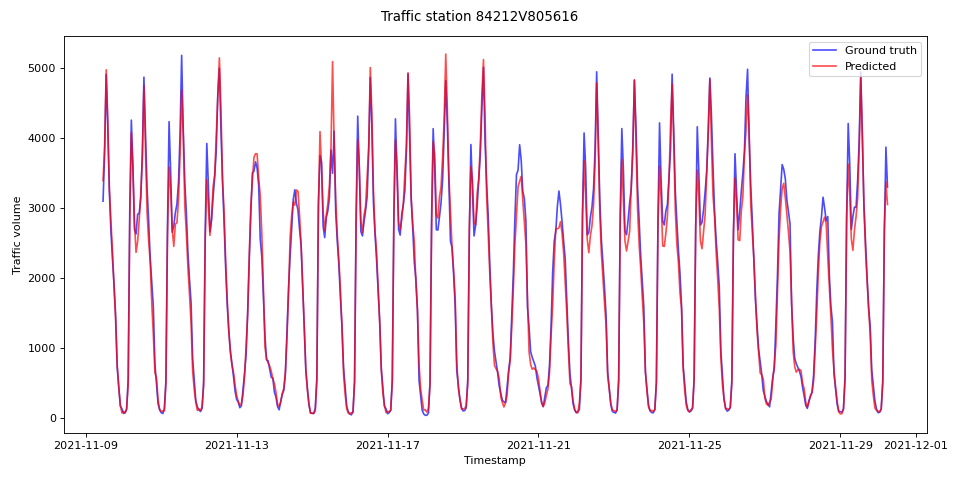 Traffic station 84212V805616
Ground truth
Predicted
Traffic volume
5000
4000
3000
2000
1000
0
2021-11-09
2021-11-13
2021-11-17
2021-11-21
2021-11-25
2021-11-29
2021-12-01
Timestamp